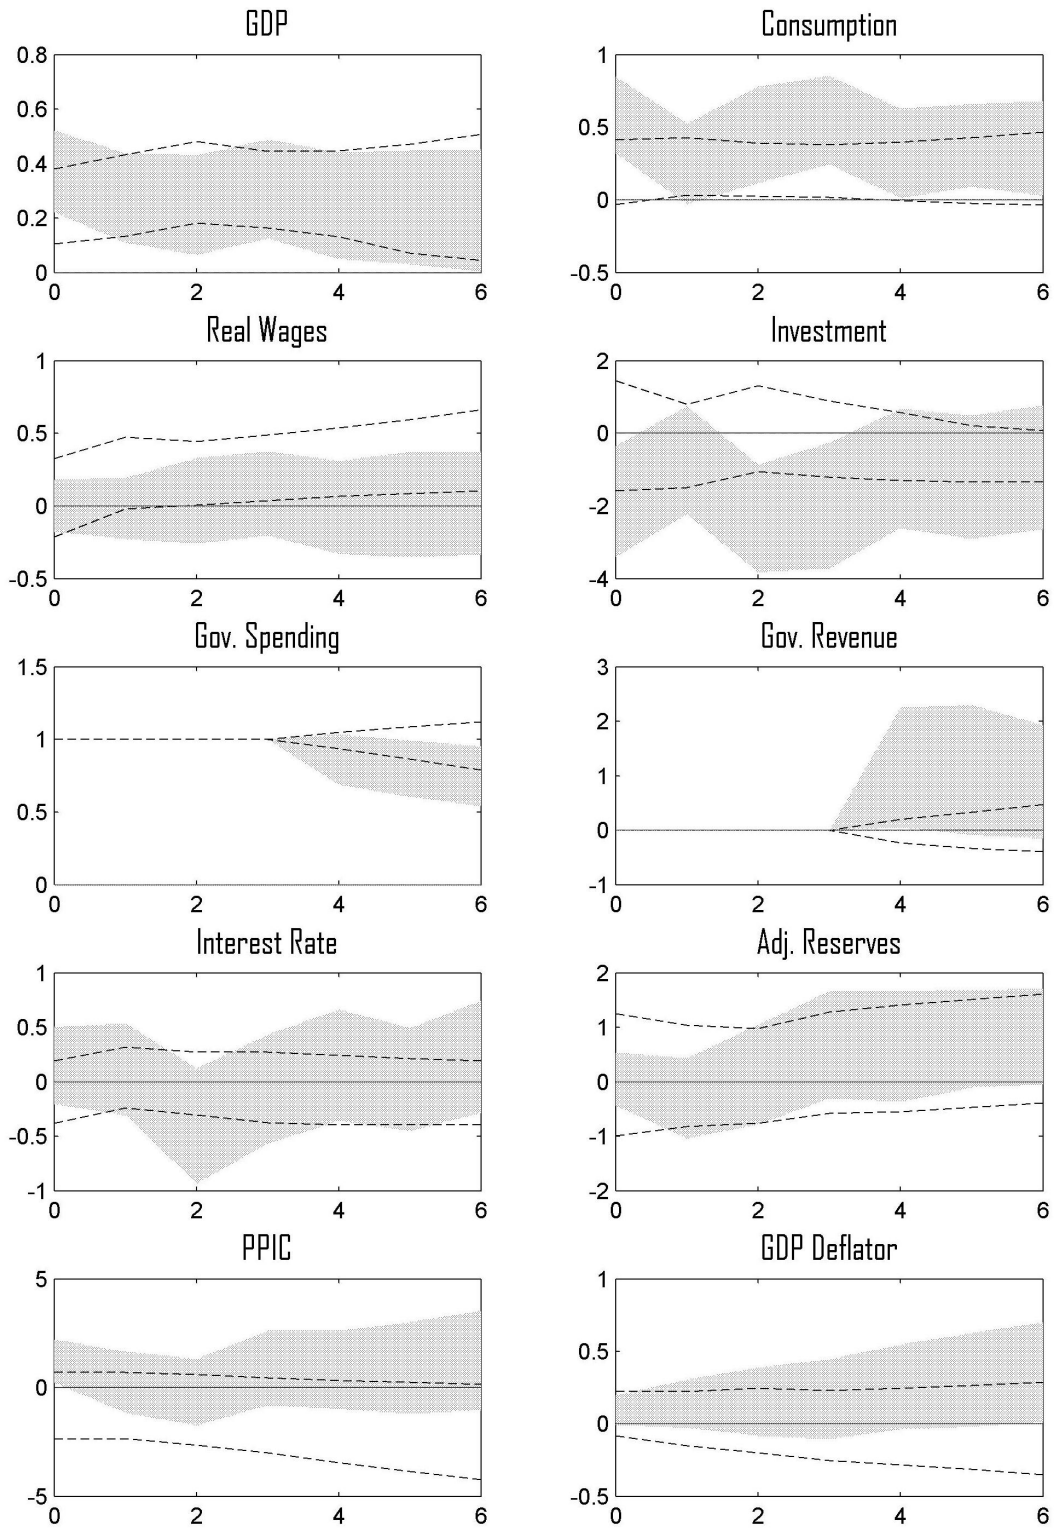 GDP
Consumption
0.8
0.6
0.4
0.2
0
0 2 4 6
1
0.5
0
-0.5
0 2 4 6
Real Wages
Investment
1
0.5
0
-0.5
0 2 4 6
2
0
-2
-4
0 2 4 6
Gov. Spending
Gov. Revenue
1.5
1
0.5
0
0 2 4 6
3
2
1
0
-1
0 2 4 6
Interest Rate
Adj. Reserves
1
0.5
0
-0.5
-1
0 2 4 6
2
1
0
-1
-2
0 2 4 6
PPIC
GDP Deflator
5
0
-5
0 2 4 6
1
0.5
0
-0.5
0 2 4 6